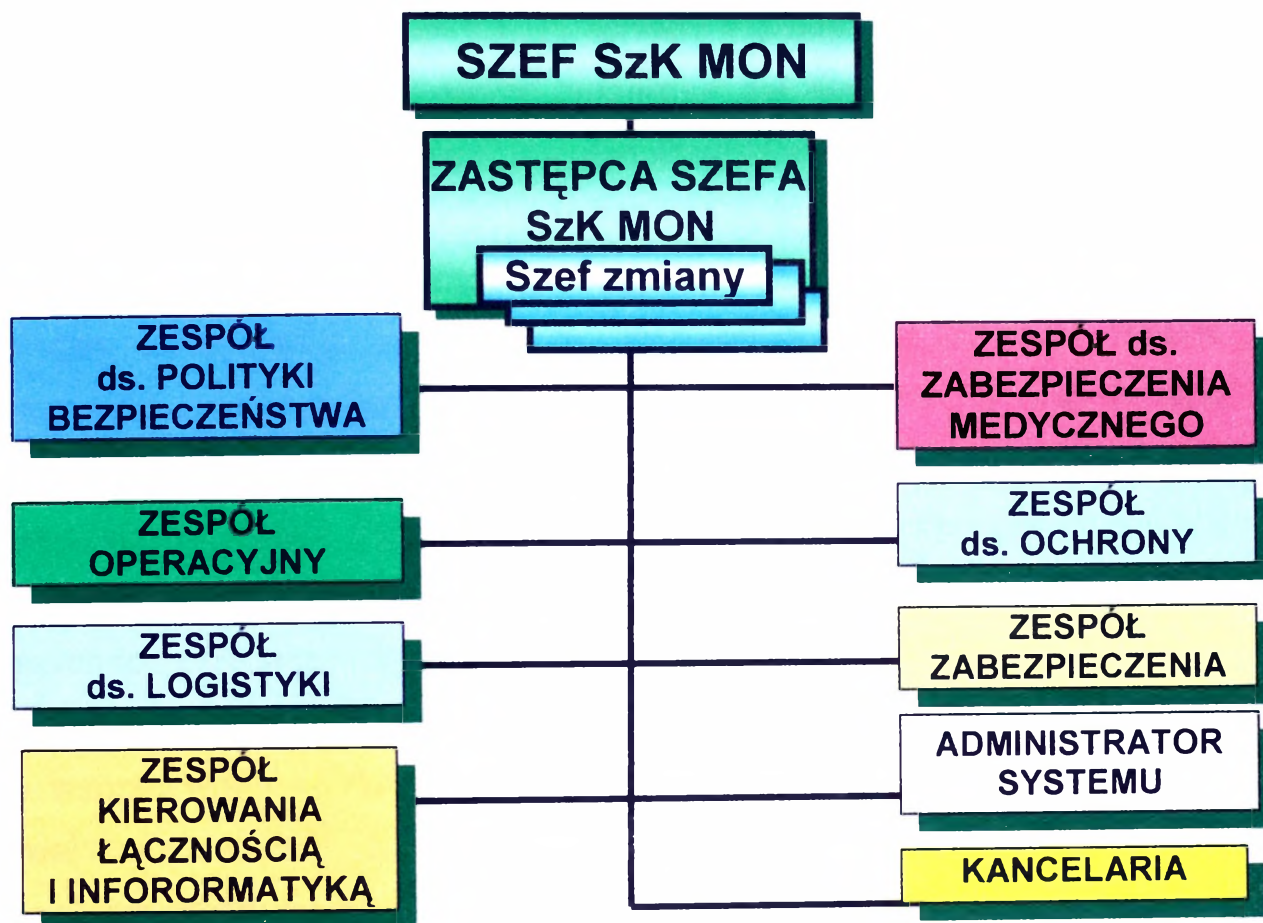 SZEF SzK MON
ZASTĘPCA SZEFA
SzK MON
Szef zmiany
ZESPÓŁ
ds. POLITYKI
BEZPIECZEŃSTWA
ZESPÓŁ
OPERACYJNY
ZESPÓŁ
ds. LOGISTYKI
ZESPÓŁ
KIEROWANIA
ŁĄCZNOŚCIĄ
I INFORORMATYKĄ
ZESPÓŁ ds.
ZABEZPIECZENIA
MEDYCZNEGO
ZESPÓŁ
ds. OCHRONY
ZESPÓŁ
ZABEZPIECZENIA
ADMINISTRATOR
SYSTEMU
KANCELARIA